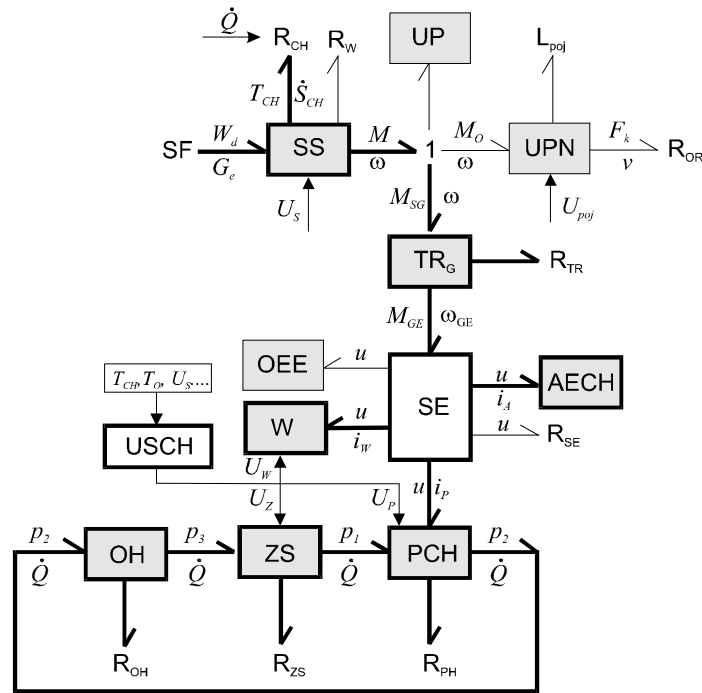 Q̇ R_CH R_W UP L_poj
T_CH Ṡ_CH
SF W_d G_e SS M ω 1 M_O ω UPN F_k v R_OR
U_S M_SG ω U_poj
TR_G R_TR
M_GE ω_GE
OEE u
SE u i_A AECH
T_CH, T_O, U_S....
USCH W u i_W u R_SE
U_W
U_Z U_P u i_P
p_2 Q̇ OH p_3 Q̇ ZS p_1 Q̇ PCH p_2 Q̇
R_OH R_ZS R_PH